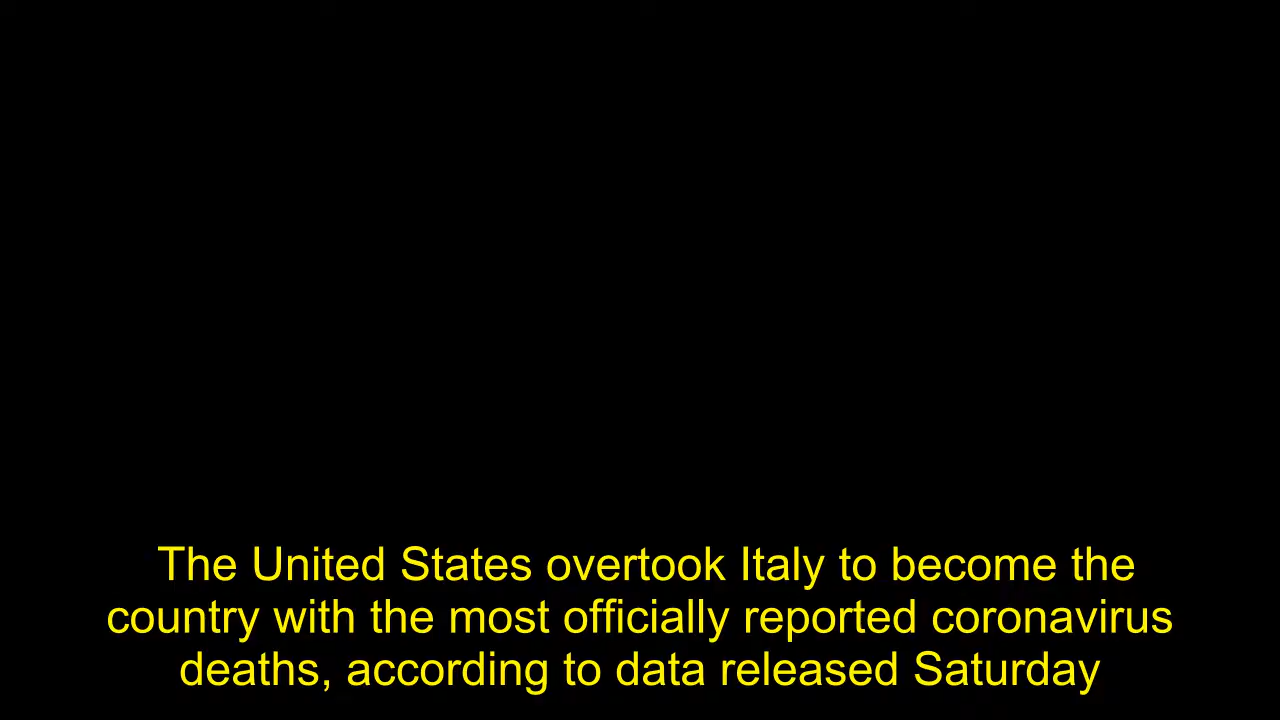 The United States overtook Italy to become the
country with the most officially reported coronavirus
deaths, according to data released Saturday